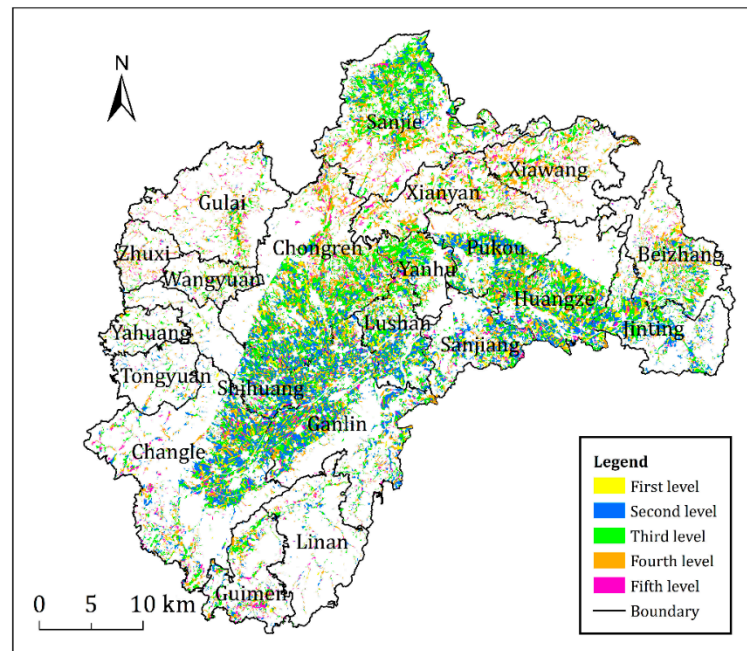 N
Sanjie
Xiawang
Xianyan
Gulai
Zhuxi
Chongren
Pukou
Beizhang
Wangyuan
Yanhu
Huangze
Yahuang
Lushan
Jinting
Sanjiang
Tongyuan
Shihuang
Ganlin
Changle
Linan
Guimen
Legend
First level
Second level
Third level
Fourth level
Fifth level
Boundary
0 5 10 km